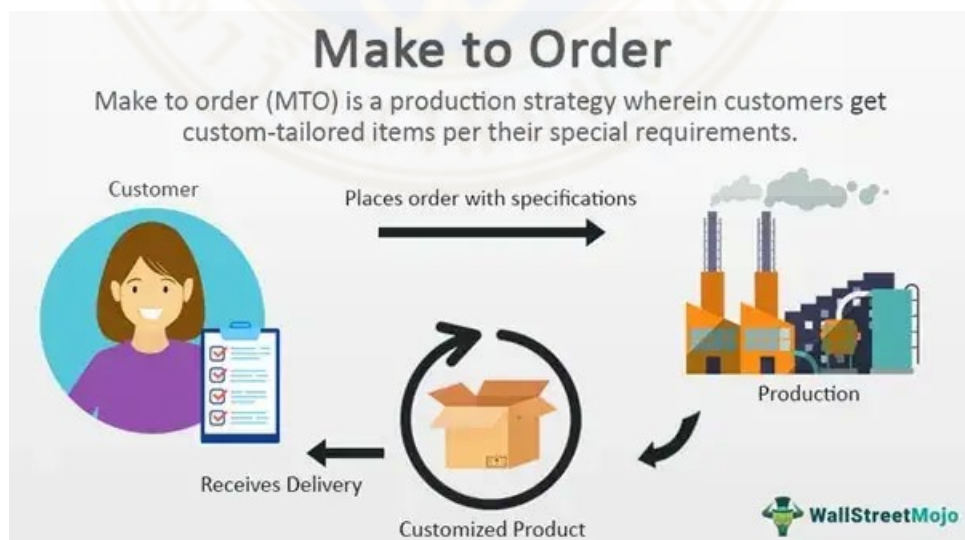 Make to Order
Make to order (MTO) is a production strategy wherein customers get
custom-tailored items per their special requirements.
Customer
Places order with specifications
Production
Receives Delivery
Customized Product
WallStreetMojo